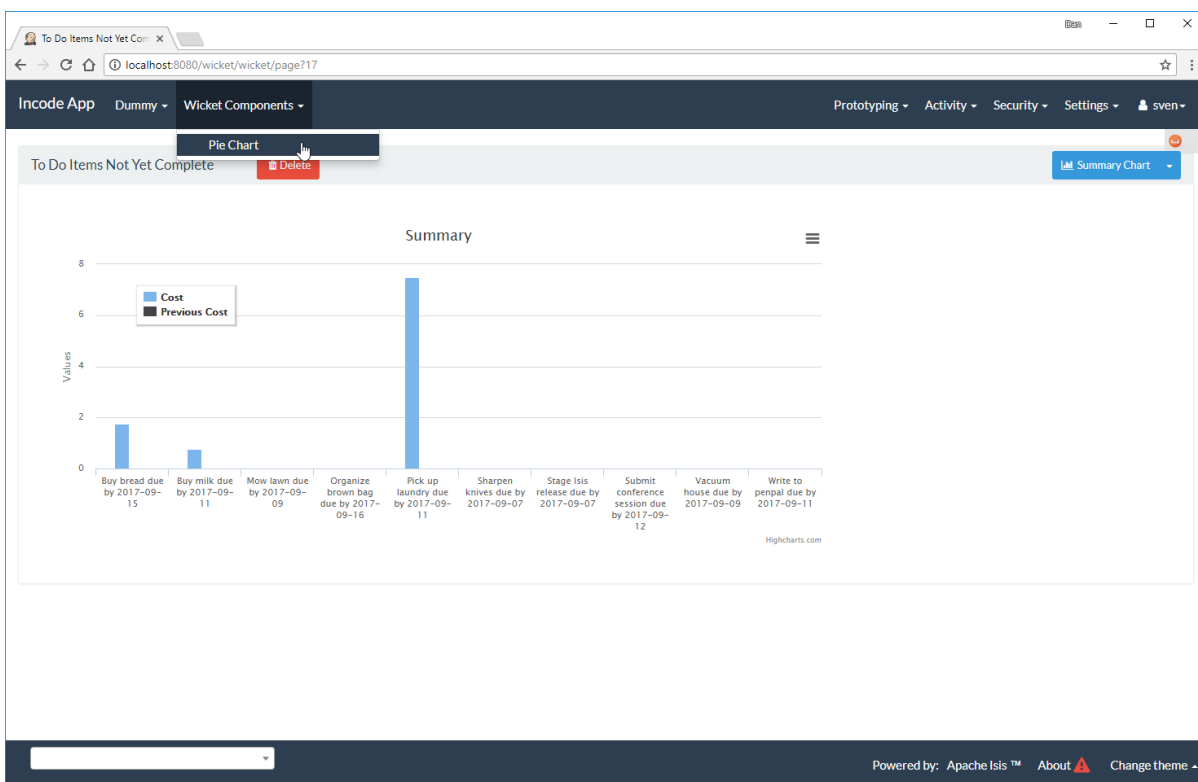 Dan
To Do Items Not Yet Com
localhost:8080/wicket/wicket/page?17
Incode App Dummy Wicket Components Prototyping Activity Security Settings sven
Pie Chart
To Do Items Not Yet Complete Delete Summary Chart
Summary
8
6
4
2
0
Values
Cost
Previous Cost
Buy bread due
by 2017-09-
15
Buy milk due
by 2017-09-
11
Mow lawn due
by 2017-09-
09
Organize
brown bag
due by 2017-
09-16
Pick up
laundry due
by 2017-09-
11
Sharpen
knives due by
2017-09-07
Stage Isis
release due by
2017-09-07
Submit
conference
session due
by 2017-09-
12
Vacuum
house due by
2017-09-09
Write to
penpal due by
2017-09-11
Highcharts.com
Powered by: Apache Isis ™ About Change theme